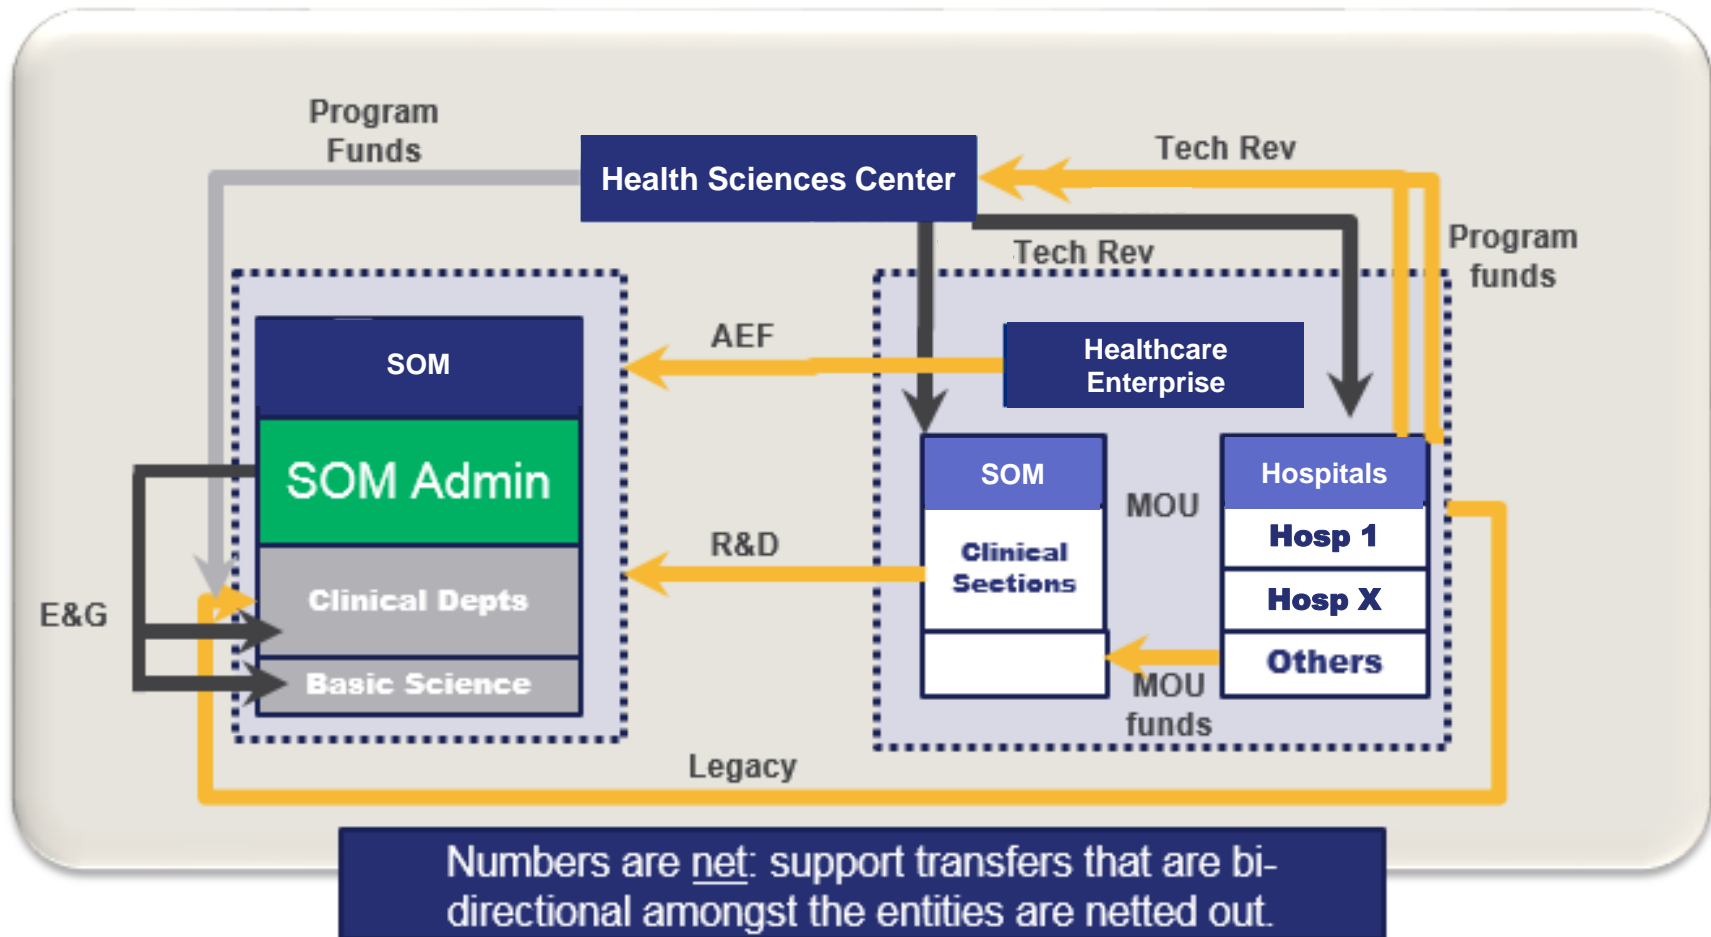 Program
Funds
Health Sciences Center
Tech Rev
Tech Rev
Program
funds
SOM
AEF
Healthcare
Enterprise
SOM Admin
SOM
MOU
Hospitals
Hosp 1
R&D
Clinical
Sections
Clinical Depts
Hosp X
E&G
Others
Basic Science
MOU
funds
Legacy
Numbers are net: support transfers that are bi-
directional amongst the entities are netted out.